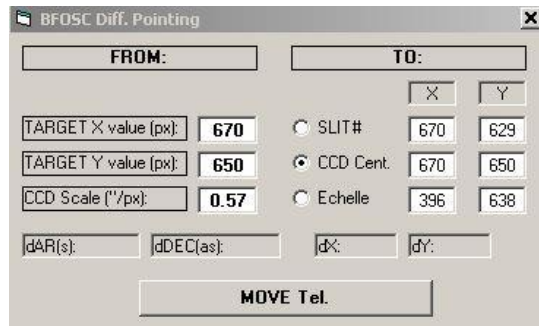 BFOSC Diff. Pointing
FROM: TO:
X Y
TARGET X value (px): 670 SLIT# 670 629
TARGET Y value (px): 650 CCD Cent. 670 650
CCD Scale ("/px): 0.57 Echelle 396 638
dAR(s): dDEC(as): dX: dY:
MOVE Tel.